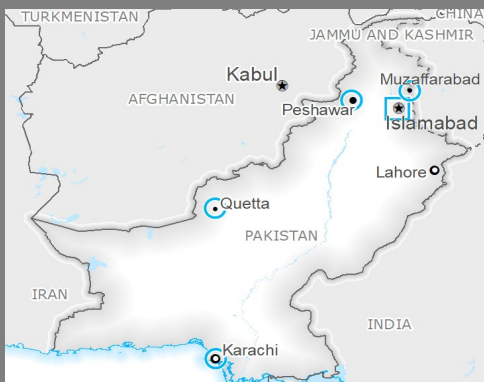 TURKMENISTAN
CHINA
JAMMU AND KASHMIR
Kabul
Muzaffarabad
AFGHANISTAN
Peshawar
Islamabad
Lahore
Quetta
PAKISTAN
IRAN
INDIA
Karachi